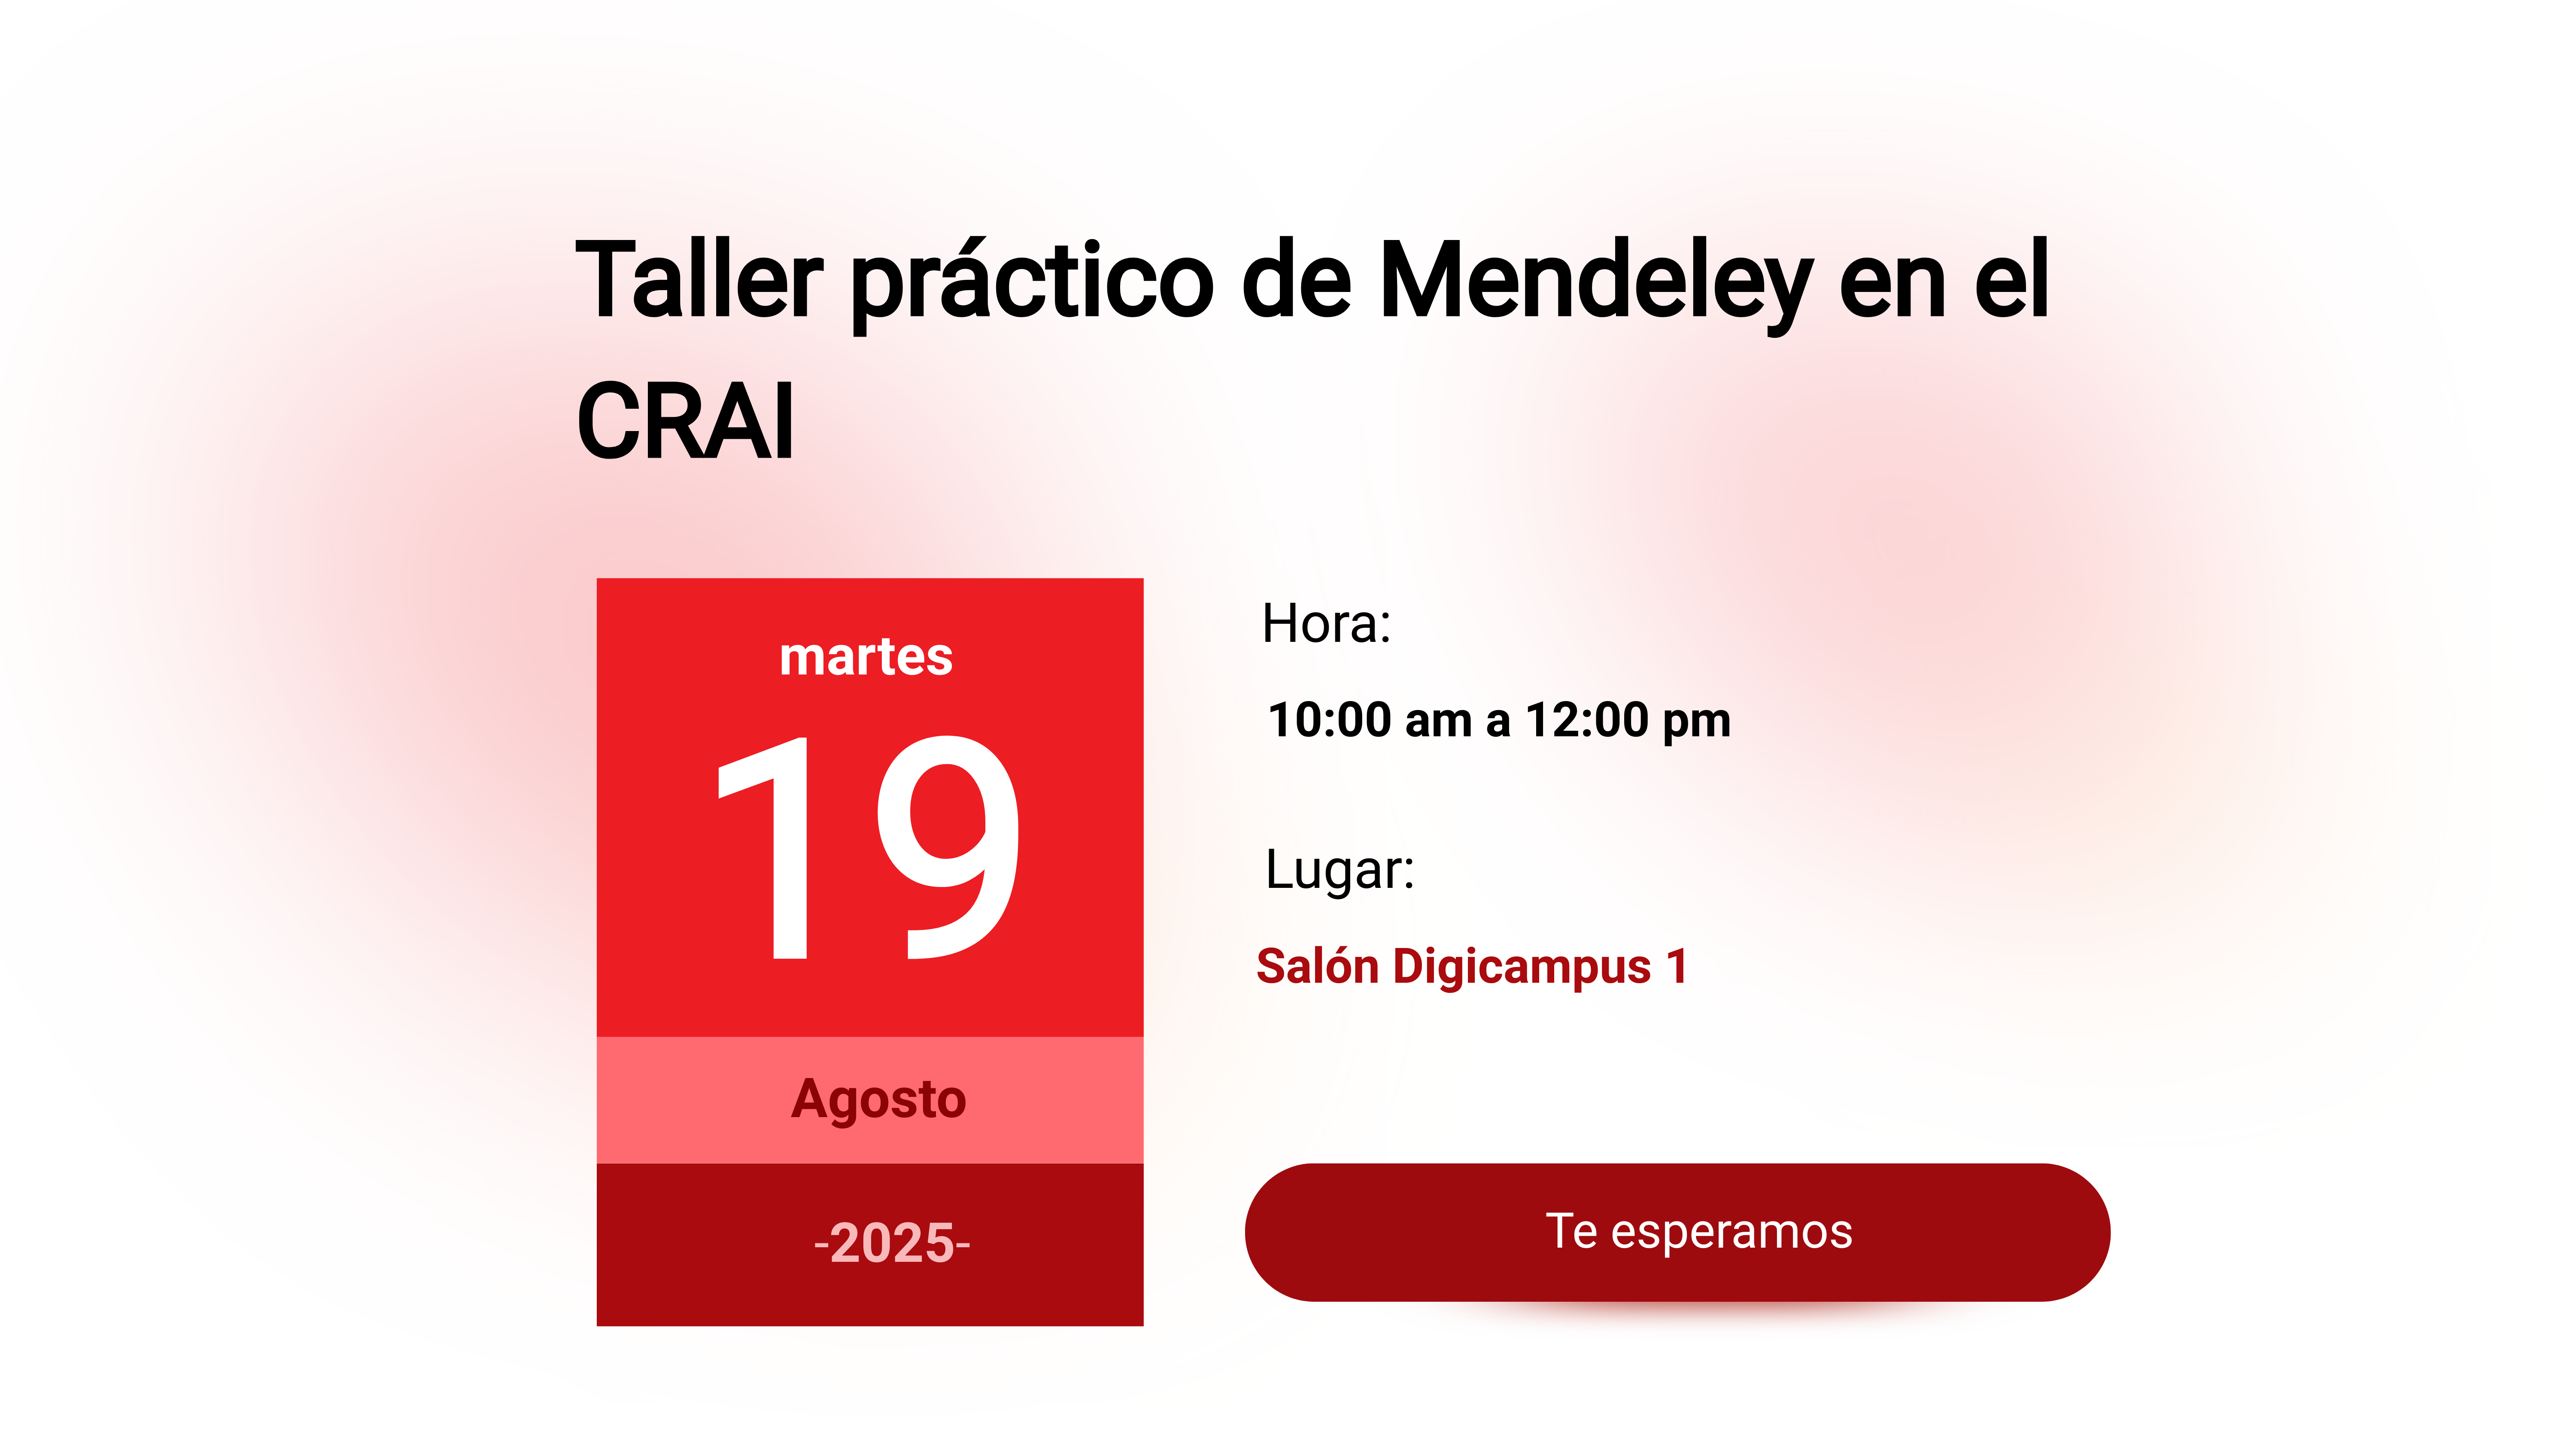 Taller práctico de Mendeley en el
CRAI
martes
19
Agosto
-2025-
Hora:
10:00 am a 12:00 pm
Lugar:
Salón Digicampus 1
Te esperamos